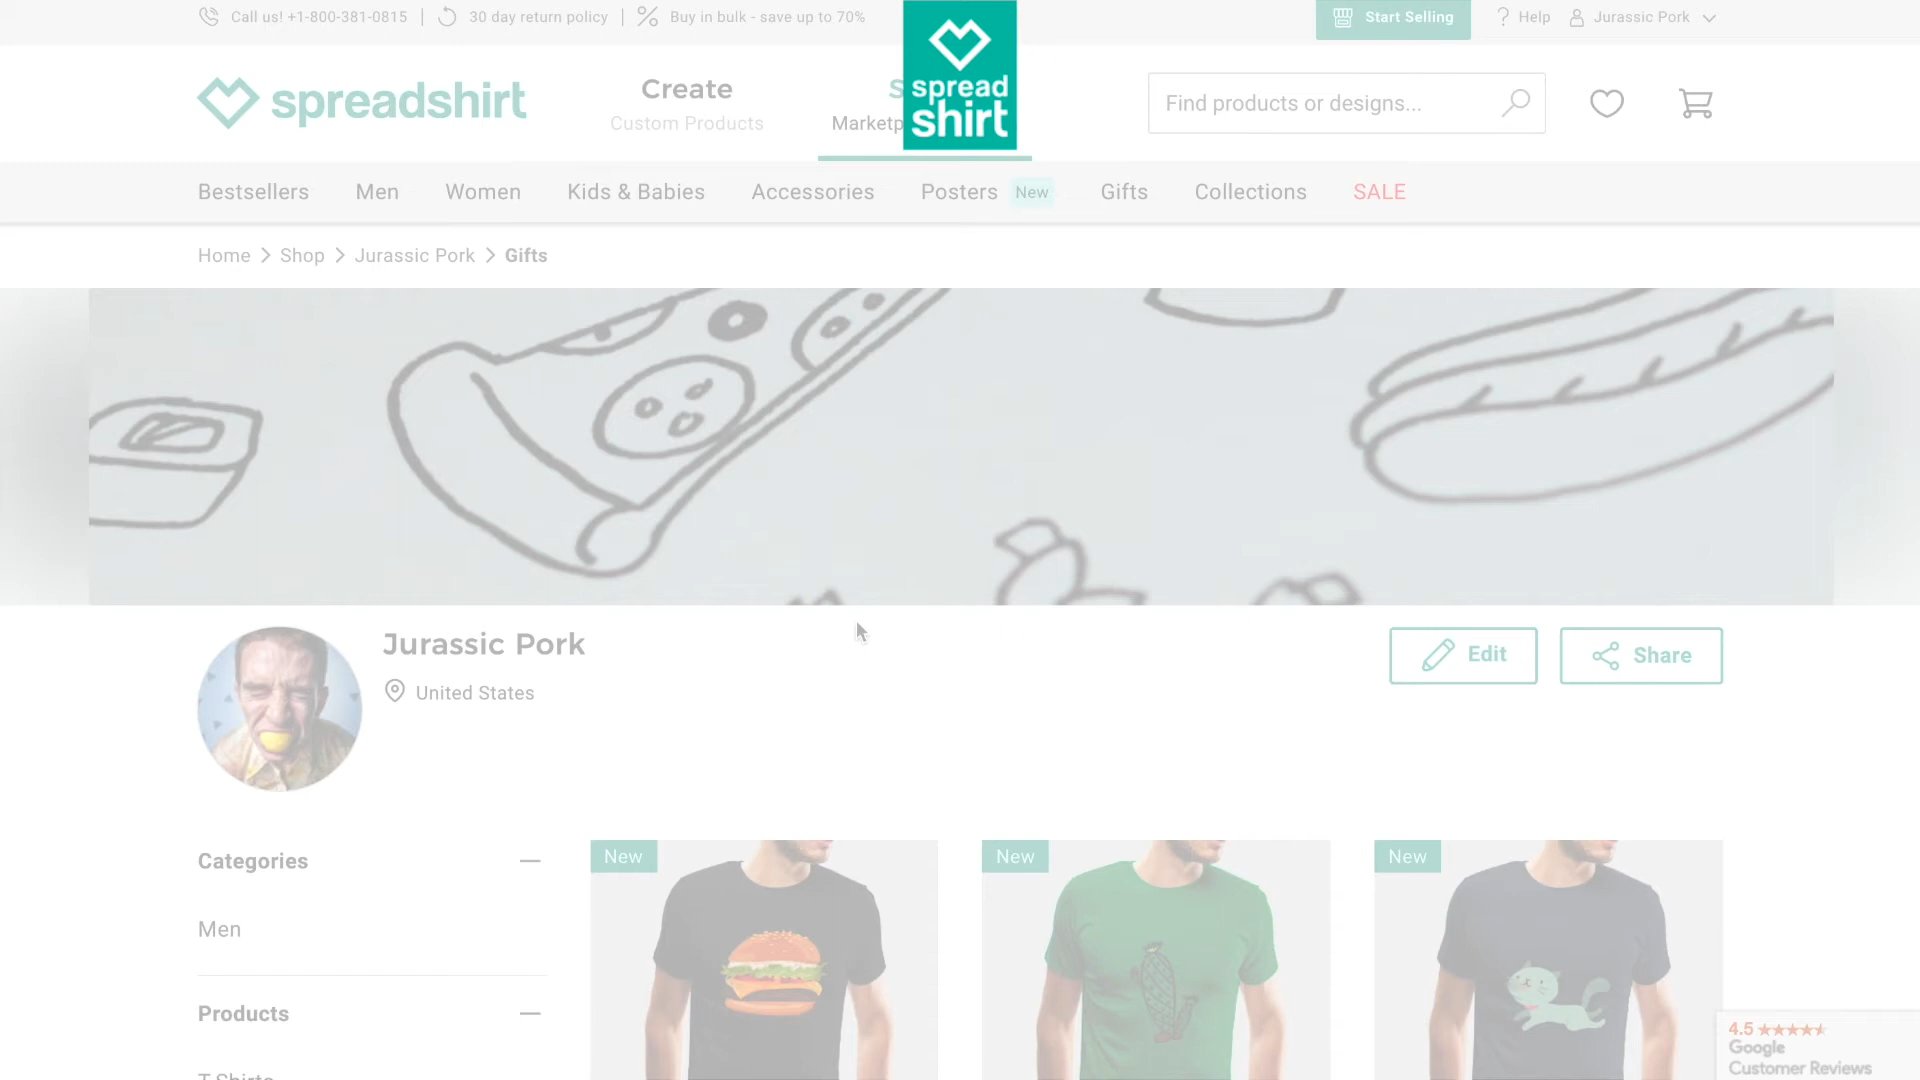 Call us! +1-800-381-0815 | 30 day return policy | Buy in bulk - save up to 70%
Start Selling
Help
Jurassic Pork
spreadshirt
Create
Custom Products
S
Marketp
spread
shirt
Find products or designs...
Bestsellers
Men
Women
Kids & Babies
Accessories
Posters
New
Gifts
Collections
SALE
Home > Shop > Jurassic Pork > Gifts
Jurassic Pork
United States
Edit
Share
Categories
Men
Products
T-Shirts
New
New
New
4.5
Google
Customer Reviews